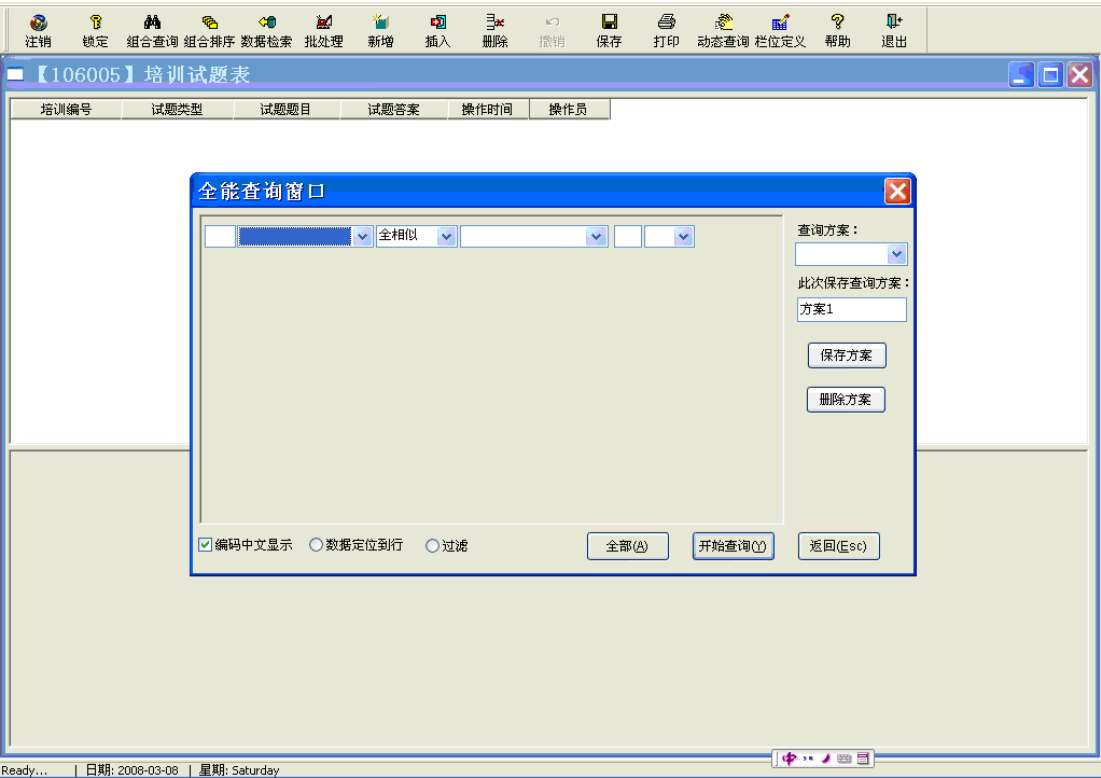 注销 锁定 组合查询 组合排序 数据检索 批处理 新增 插入 删除 撤销 保存 打印 动态查询 栏位定义 帮助 退出
【106005】培训试题表
培训编号 试题类型 试题题目 试题答案 操作时间 操作员
全能查询窗口
全相似
查询方案：
此次保存查询方案：
方案1
保存方案
删除方案
编码中文显示 数据定位到行 过滤 全部(A) 开始查询(Y) 返回(Esc)
中
Ready... 日期: 2008-03-08 星期: Saturday